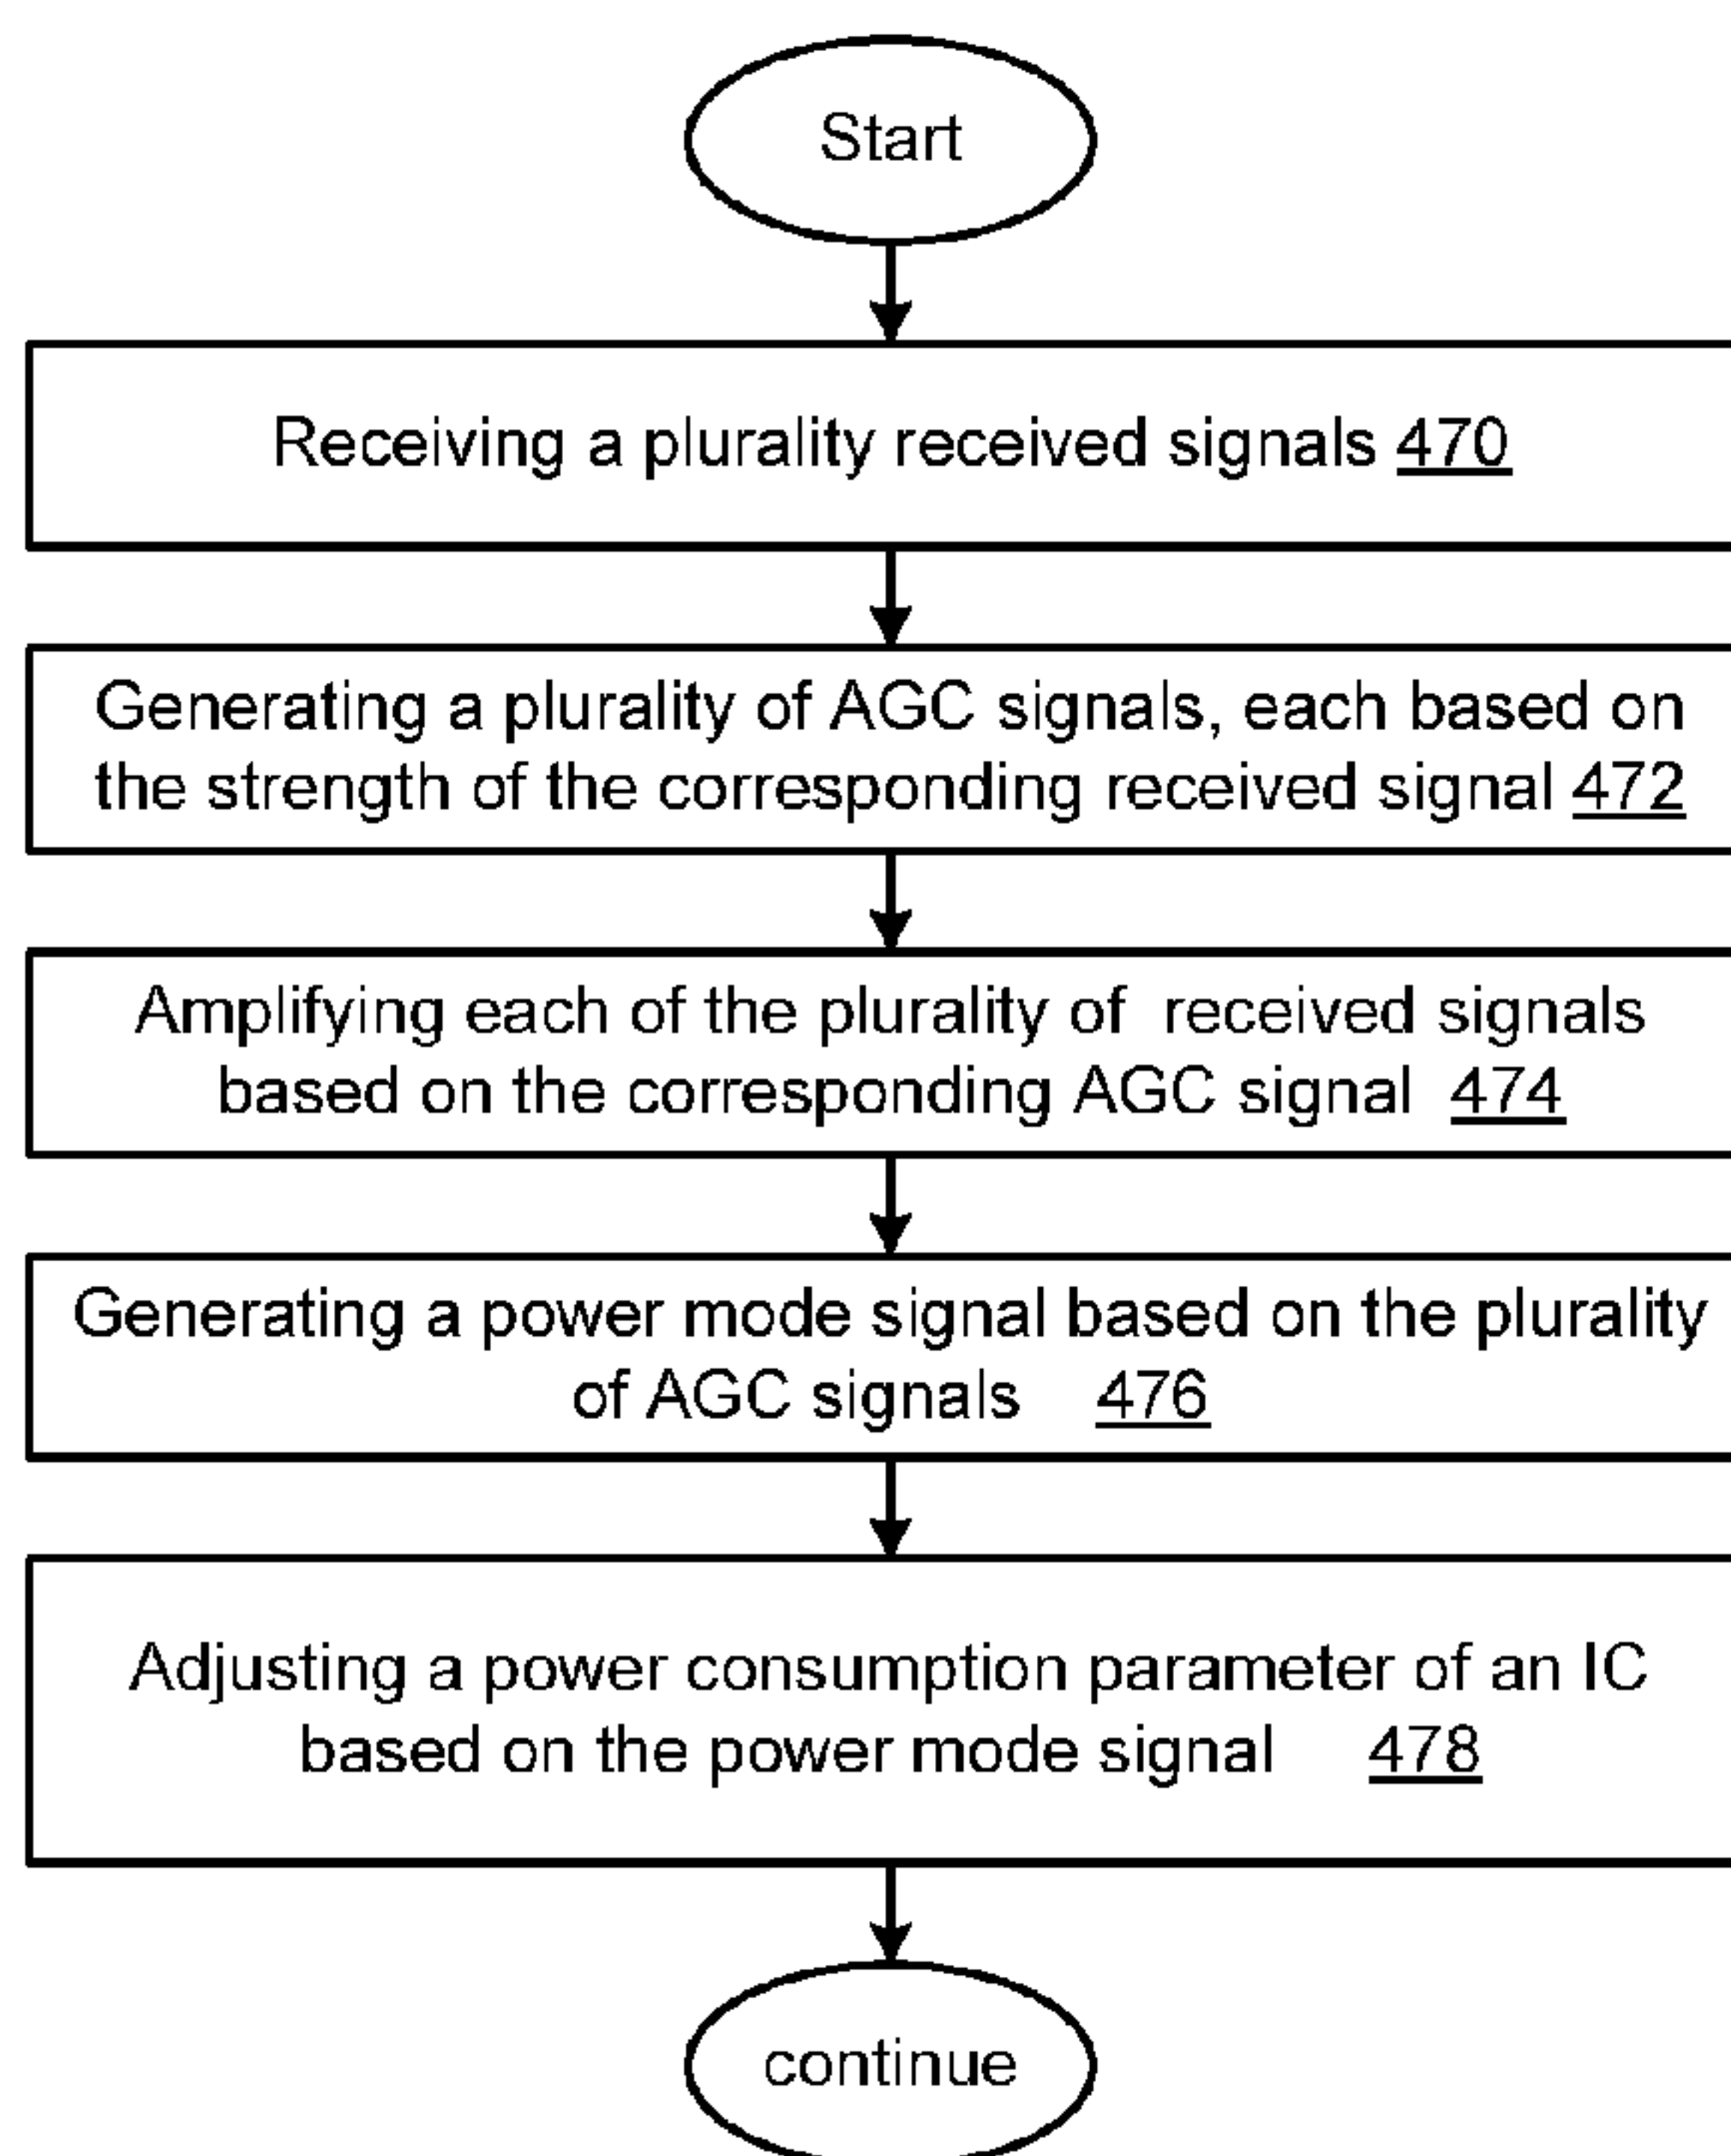 Start
Receiving a plurality received signals 470
Generating a plurality of AGC signals, each based on
the strength of the corresponding received signal 472
Amplifying each of the plurality of received signals
based on the corresponding AGC signal 474
Generating a power mode signal based on the plurality
of AGC signals 476
Adjusting a power consumption parameter of an IC
based on the power mode signal 478
continue